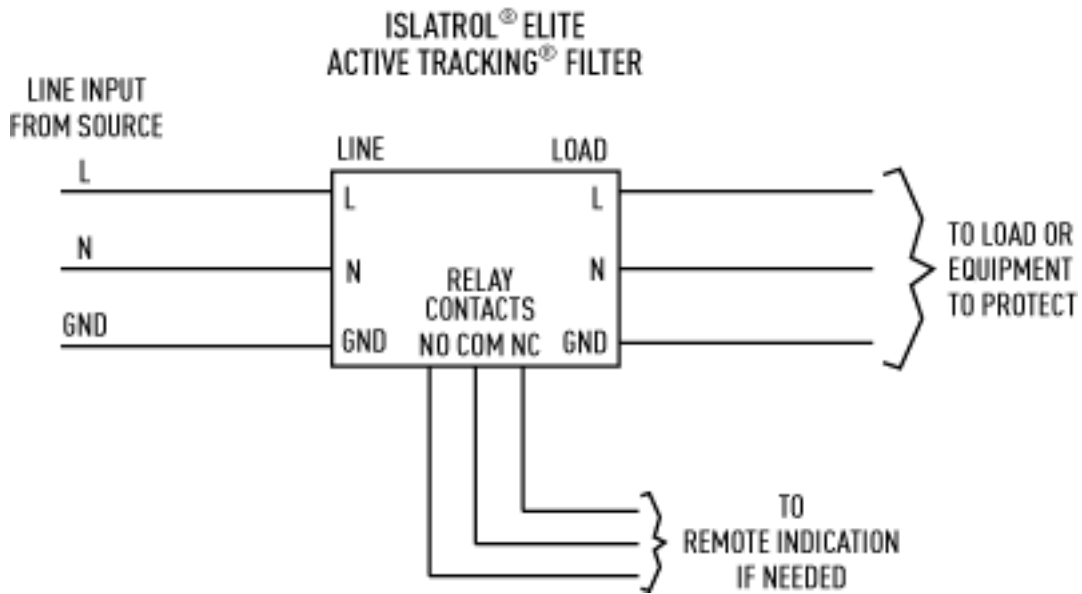 ISLATROL® ELITE
ACTIVE TRACKING® FILTER
LINE INPUT
FROM SOURCE
LINE
LOAD
L
L
L
N
N
N
TO LOAD OR
EQUIPMENT
TO PROTECT
RELAY
CONTACTS
GND
GND
NO COM NC
GND
TO
REMOTE INDICATION
IF NEEDED